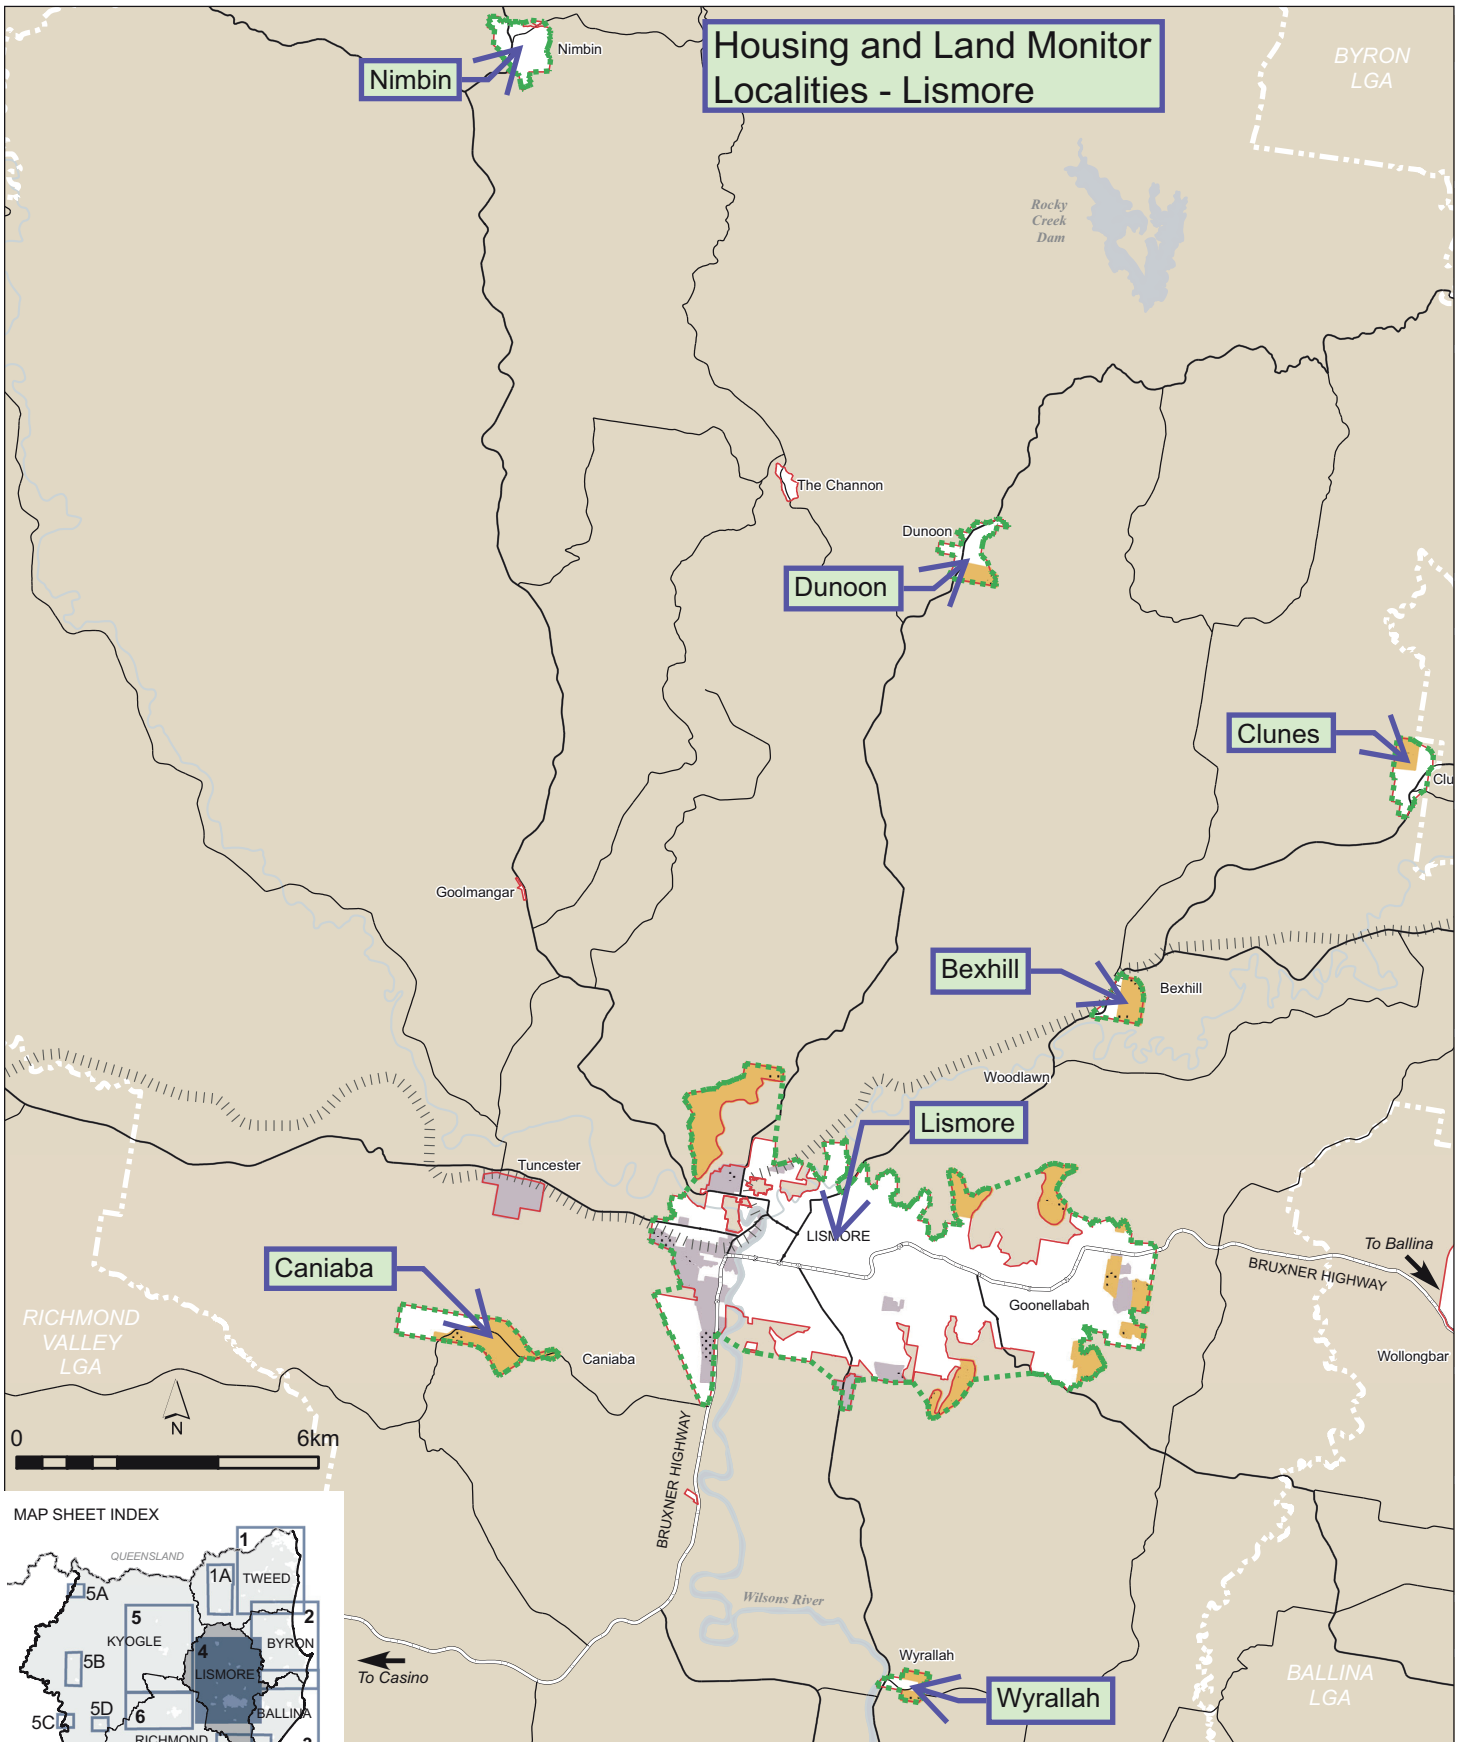 Housing and Land Monitor
Localities - Lismore
Nimbin
Nimbin
BYRON
LGA
Rocky
Creek
Dam
The Channon
Dunoon
Dunoon
Clunes
Clu
Goolmangar
Bexhill
Bexhill
Woodlawn
Lismore
Tuncester
LISMORE
Caniaba
To Ballina
BRUXNER HIGHWAY
Goonellabah
RICHMOND
VALLEY
LGA
Caniaba
Wollongbar
N
0 6km
BRUXNER HIGHWAY
MAP SHEET INDEX
QUEENSLAND
1
1A
TWEED
5A
5
2
KYOGLE
BYRON
4
5B
LISMORE
5D
5C
6
BALLINA
RICHMOND
Wilsons River
To Casino
Wyrallah
Wyrallah
BALLINA
LGA